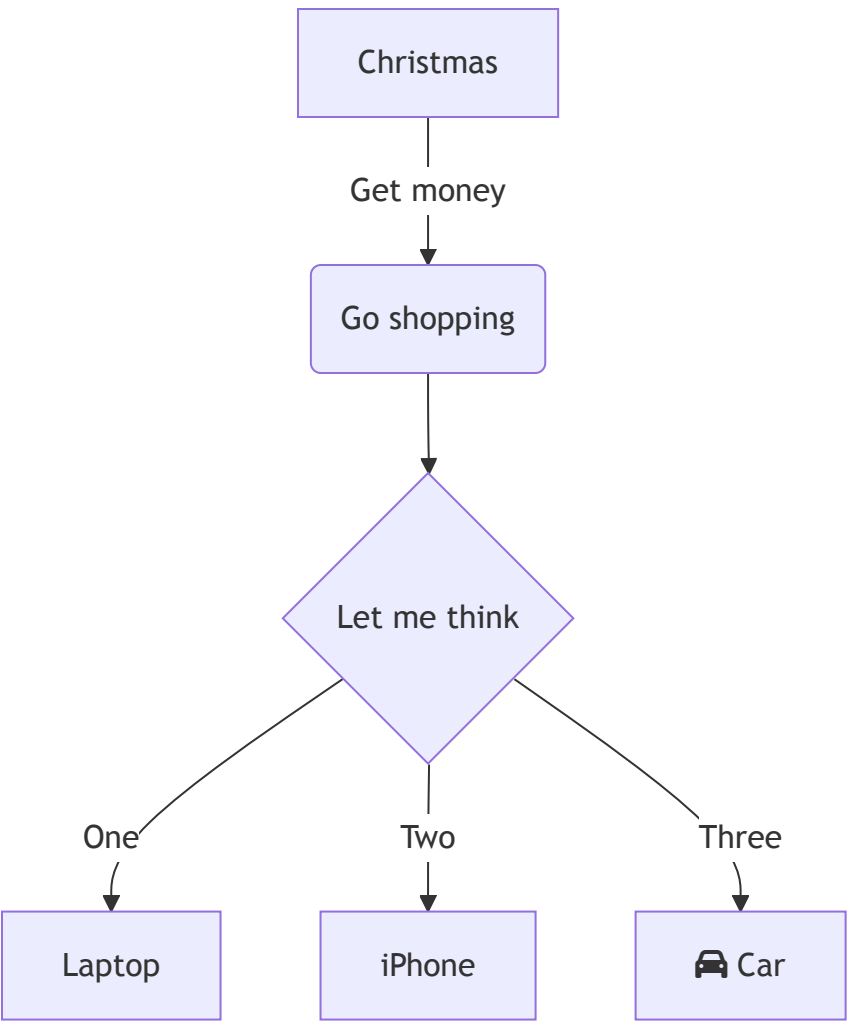 Christmas
Get money
Go shopping
Let me think
One
Two
Three
Laptop
iPhone
Car